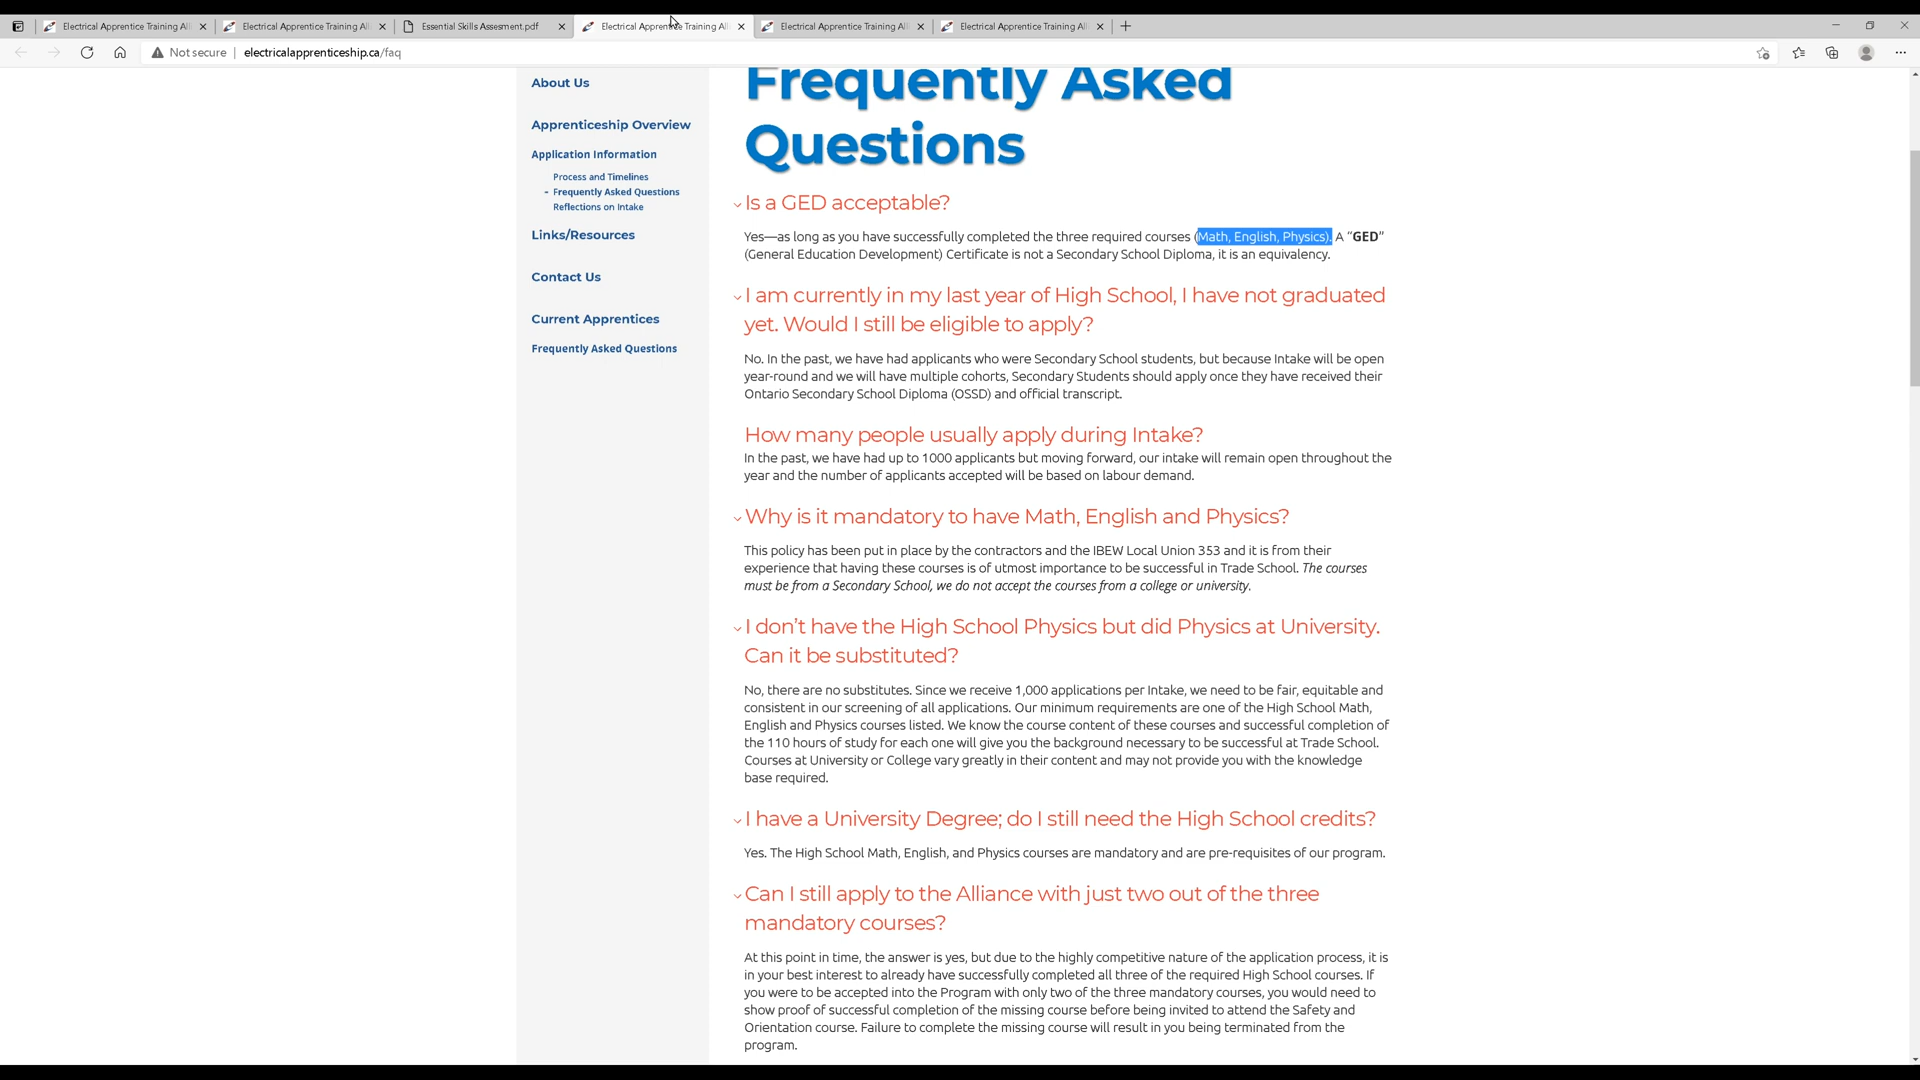 Electrical Apprentice Training Alli
Electrical Apprentice Training Alli
Essential Skills Assesment.pdf
Electrical Apprentice Training Alli
Electrical Apprentice Training Alli
Electrical Apprentice Training Alli
Not secure | electricalapprenticeship.ca/faq
About Us
Apprenticeship Overview
Application Information
Process and Timelines
- Frequently Asked Questions
Reflections on Intake
Links/Resources
Contact Us
Current Apprentices
Frequently Asked Questions
Frequently Asked
Questions
Is a GED acceptable?
Yes—as long as you have successfully completed the three required courses (Math, English, Physics). A “GED”
(General Education Development) Certificate is not a Secondary School Diploma, it is an equivalency.
I am currently in my last year of High School, I have not graduated
yet. Would I still be eligible to apply?
No. In the past, we have had applicants who were Secondary School students, but because Intake will be open
year-round and we will have multiple cohorts, Secondary Students should apply once they have received their
Ontario Secondary School Diploma (OSSD) and official transcript.
How many people usually apply during Intake?
In the past, we have had up to 1000 applicants but moving forward, our intake will remain open throughout the
year and the number of applicants accepted will be based on labour demand.
Why is it mandatory to have Math, English and Physics?
This policy has been put in place by the contractors and the IBEW Local Union 353 and it is from their
experience that having these courses is of utmost importance to be successful in Trade School. The courses
must be from a Secondary School, we do not accept the courses from a college or university.
I don’t have the High School Physics but did Physics at University.
Can it be substituted?
No, there are no substitutes. Since we receive 1,000 applications per Intake, we need to be fair, equitable and
consistent in our screening of all applications. Our minimum requirements are one of the High School Math,
English and Physics courses listed. We know the course content of these courses and successful completion of
the 110 hours of study for each one will give you the background necessary to be successful at Trade School.
Courses at University or College vary greatly in their content and may not provide you with the knowledge
base required.
I have a University Degree; do I still need the High School credits?
Yes. The High School Math, English, and Physics courses are mandatory and are pre-requisites of our program.
Can I still apply to the Alliance with just two out of the three
mandatory courses?
At this point in time, the answer is yes, but due to the highly competitive nature of the application process, it is
in your best interest to already have successfully completed all three of the required High School courses. If
you were to be accepted into the Program with only two of the three mandatory courses, you would need to
show proof of successful completion of the missing course before being invited to attend the Safety and
Orientation course. Failure to complete the missing course will result in you being terminated from the
program.